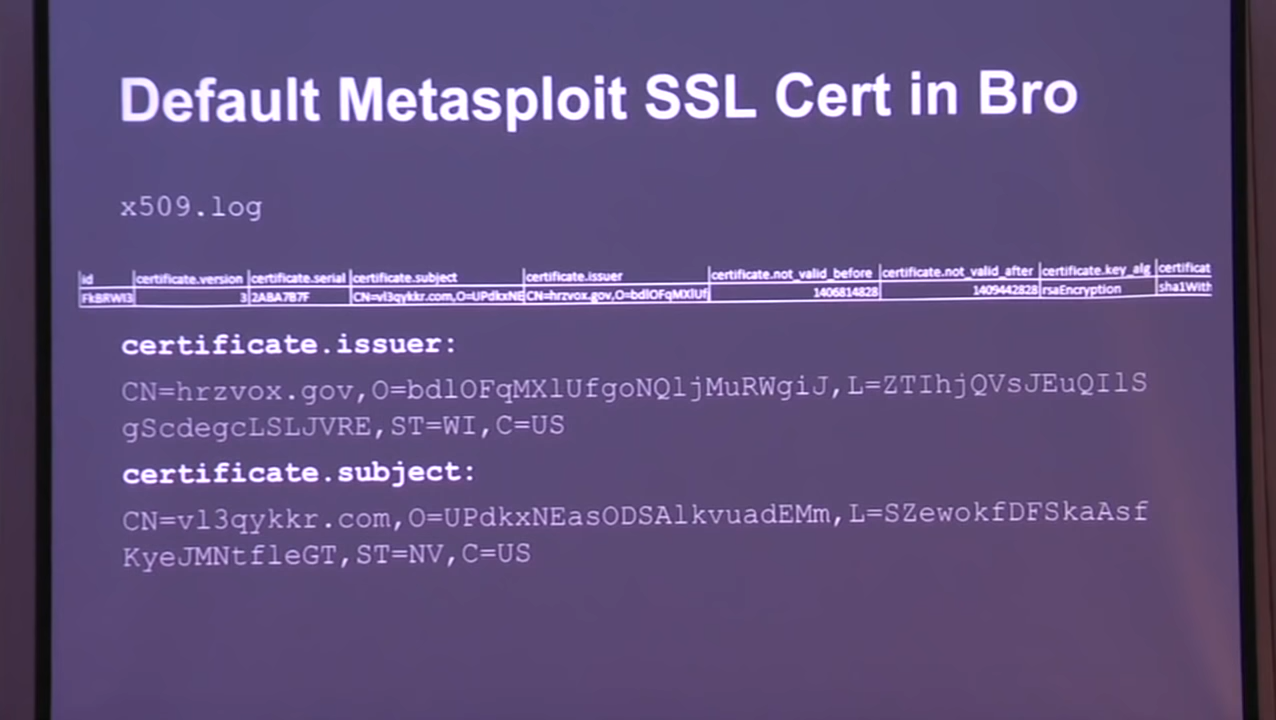 Default Metasploit SSL Cert in Bro
x509.log
id certificate.version certificate.serial certificate.subject certificate.issuer certificate.not_valid_before certificate.not_valid_after certificate.key_alg certificat
FkBRWI3 3 2ABA7B7F CN=vl3qykkr.com,O=UPdkxNE CN=hrzvox.gov,O=bdlOFqMXlUf 1406814828 1409442828 rsaEncryption sha1With
certificate.issuer:
CN=hrzvox.gov,O=bdlOFqMXlUfgoNQljMuRWgiJ,L=ZTIhjQVsJEuQIlS
gScdegcLSLJVRE,ST=WI,C=US
certificate.subject:
CN=vl3qykkr.com,O=UPdkxNEasODSAlkvuadEMm,L=SZewokfDFSkaAsf
KyeJMNtfleGT,ST=NV,C=US